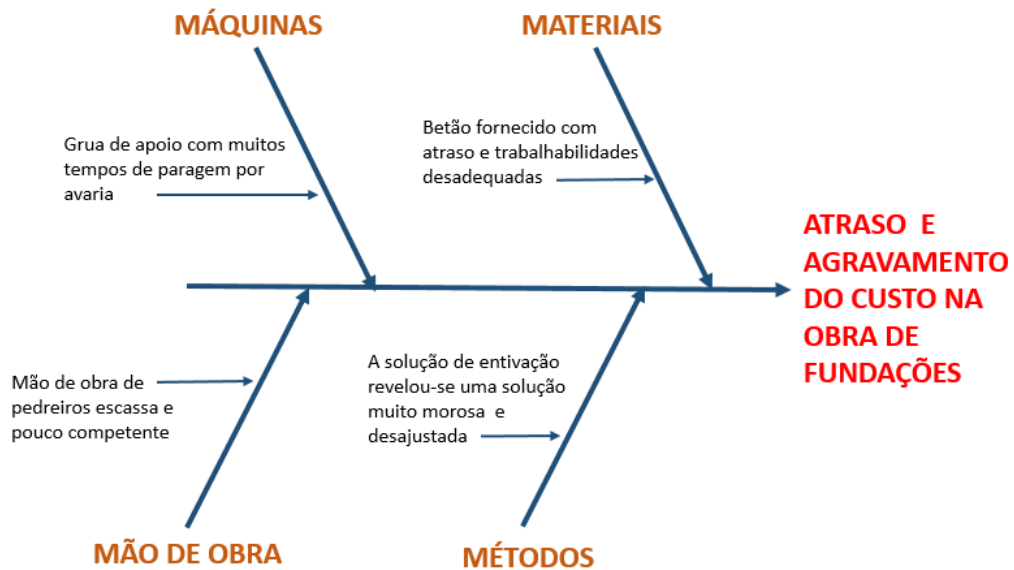 MÁQUINAS
MATERIAIS
Grua de apoio com muitos
tempos de paragem por
avaria
Betão fornecido com
atraso e trabalhabilidades
desadequadas
ATRASO E
AGRAVAMENTO
DO CUSTO NA
OBRA DE
FUNDAÇÕES
Mão de obra de
pedreiros escassa e
pouco competente
A solução de entivação
revelou-se uma solução
muito morosa e
desajustada
MÃO DE OBRA
MÉTODOS